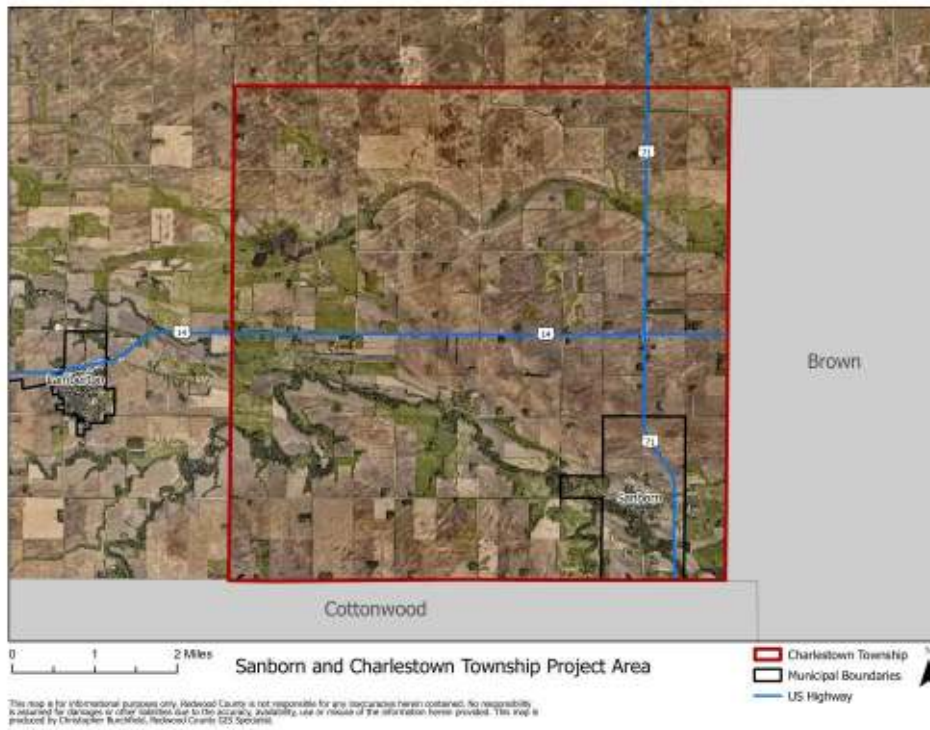 71
14
14
Lamberton
Brown
71
Sanborn
Cottonwood
0 1 2 Miles
Sanborn and Charlestown Township Project Area
Charlestown Township
Municipal Boundaries
US Highway
N
This map is for informational purposes only. Redwood County is not responsible for any inaccuracies herein contained. No responsibility
is assumed for damages or other liabilities due to the accuracy, availability, use or misuse of the information herein provided. This map is
produced by Christopher Burchfield, Redwood County GIS Specialist.